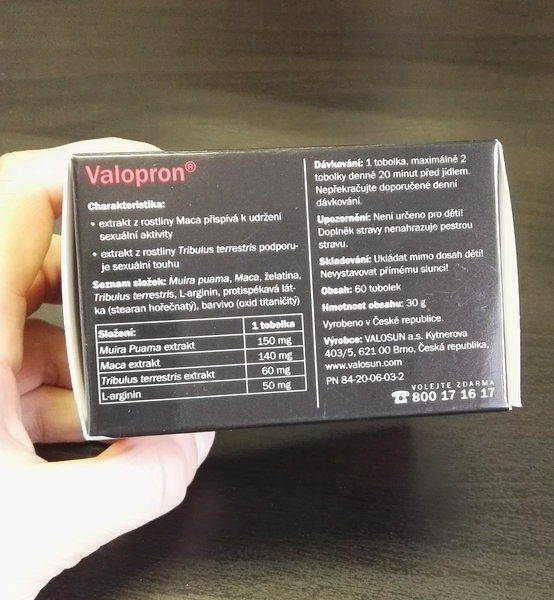 Valopron®
Charakteristika:
• extrakt z rostliny Maca přispívá k udržení
sexuální aktivity
• extrakt z rostliny Tribulus terrestris podporu-
je sexuální touhu
Seznam složek: Muira puama, Maca, želatina,
Tribulus terrestris, L-arginin, protispékavá lát-
ka (stearan hořečnatý), barvivo (oxid titaničitý)
Složení: 1 tobolka
Muira Puama extrakt 150 mg
Maca extrakt 140 mg
Tribulus terrestris extrakt 60 mg
L-arginin 50 mg
Dávkování: 1 tobolka, maximálně 2
tobolky denně 20 minut před jídlem.
Nepřekračujte doporučené denní
dávkování.
Upozornění: Není určeno pro děti!
Doplněk stravy nenahrazuje pestrou
stravu.
Skladování: Ukládat mimo dosah dětí!
Nevystavovat přímému slunci!
Obsah: 60 tobolek
Hmotnost obsahu: 30 g
Vyrobeno v České republice.
Výrobce: VALOSUN a.s. Kytnerova
403/5, 621 00 Brno, Česká republika,
www.valosun.com
PN 84-20-06-03-2
VOLEJTE ZDARMA
☎ 800 17 16 17